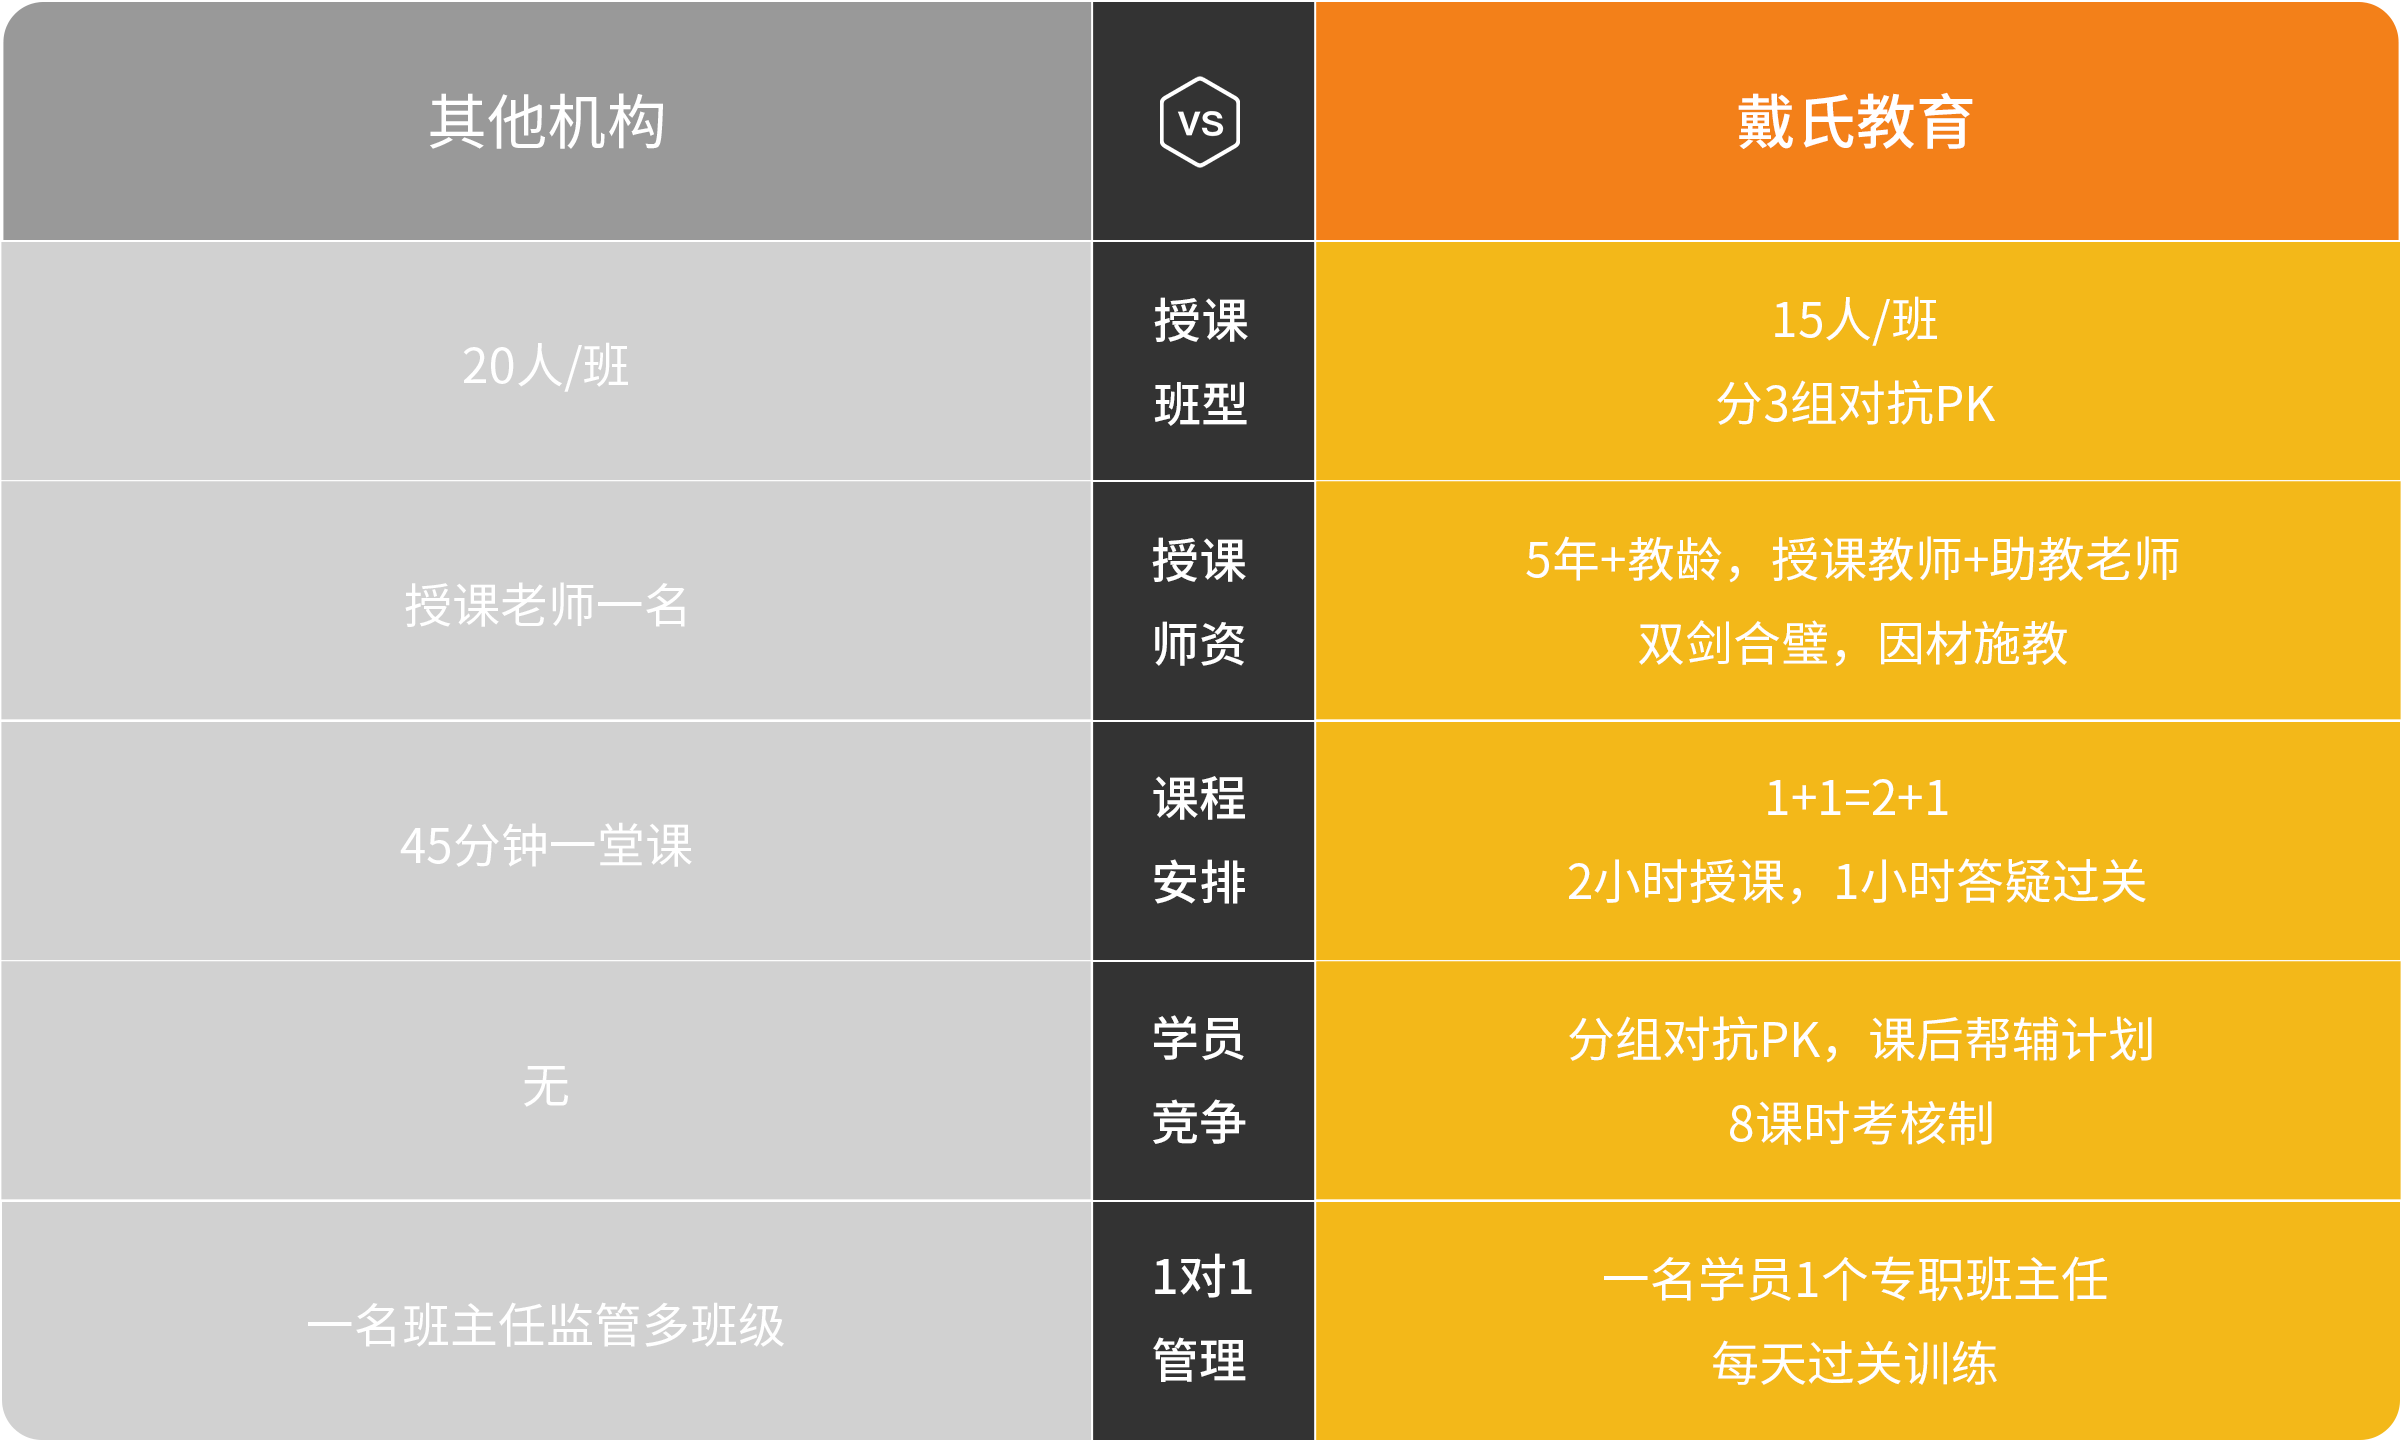 其他机构
VS
戴氏教育
20人/班
授课
班型
15人/班
分3组对抗PK
授课老师一名
授课
师资
5年+教龄，授课教师+助教老师
双剑合璧，因材施教
45分钟一堂课
课程
安排
1+1=2+1
2小时授课，1小时答疑过关
无
学员
竞争
分组对抗PK，课后帮辅计划
8课时考核制
一名班主任监管多班级
1对1
管理
一名学员1个专职班主任
每天过关训练